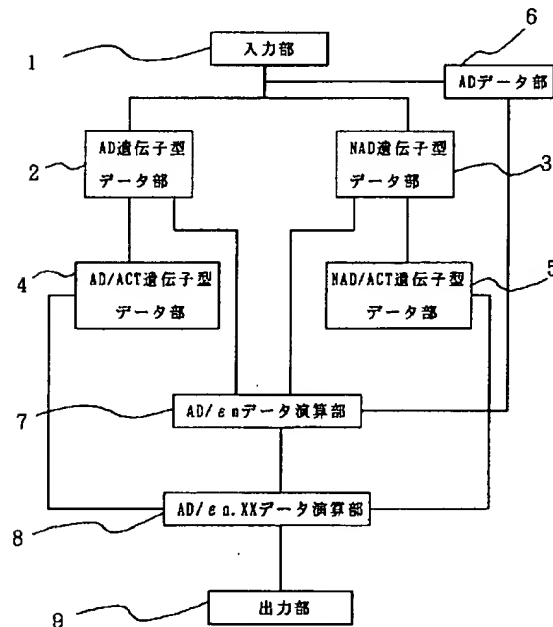 1
入力部
6
ADデータ部
2
AD遺伝子型
データ部
NAD遺伝子型
データ部
3
4
AD/ACT遺伝子型
データ部
NAD/ACT遺伝子型
データ部
5
7
AD/εnデータ演算部
8
AD/εn.XXデータ演算部
9
出力部